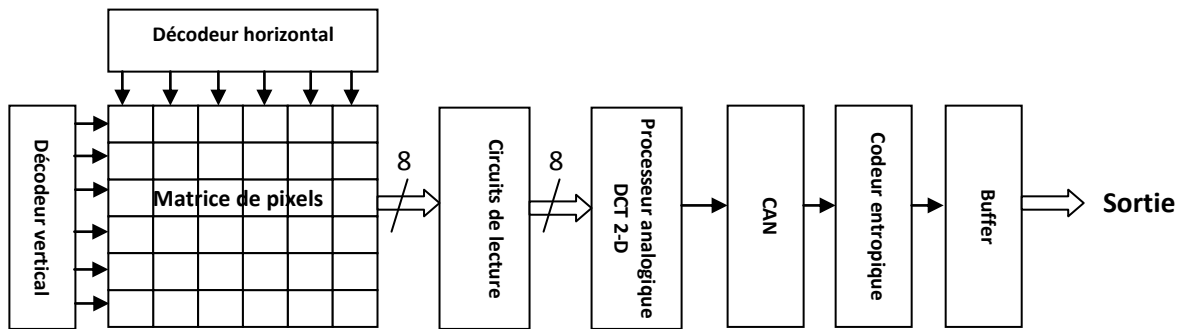 Décodeur horizontal
Décodeur vertical
Matrice de pixels
8
Circuits de lecture
8
Processeur analogique
DCT 2-D
CAN
Codeur entropique
Buffer
Sortie